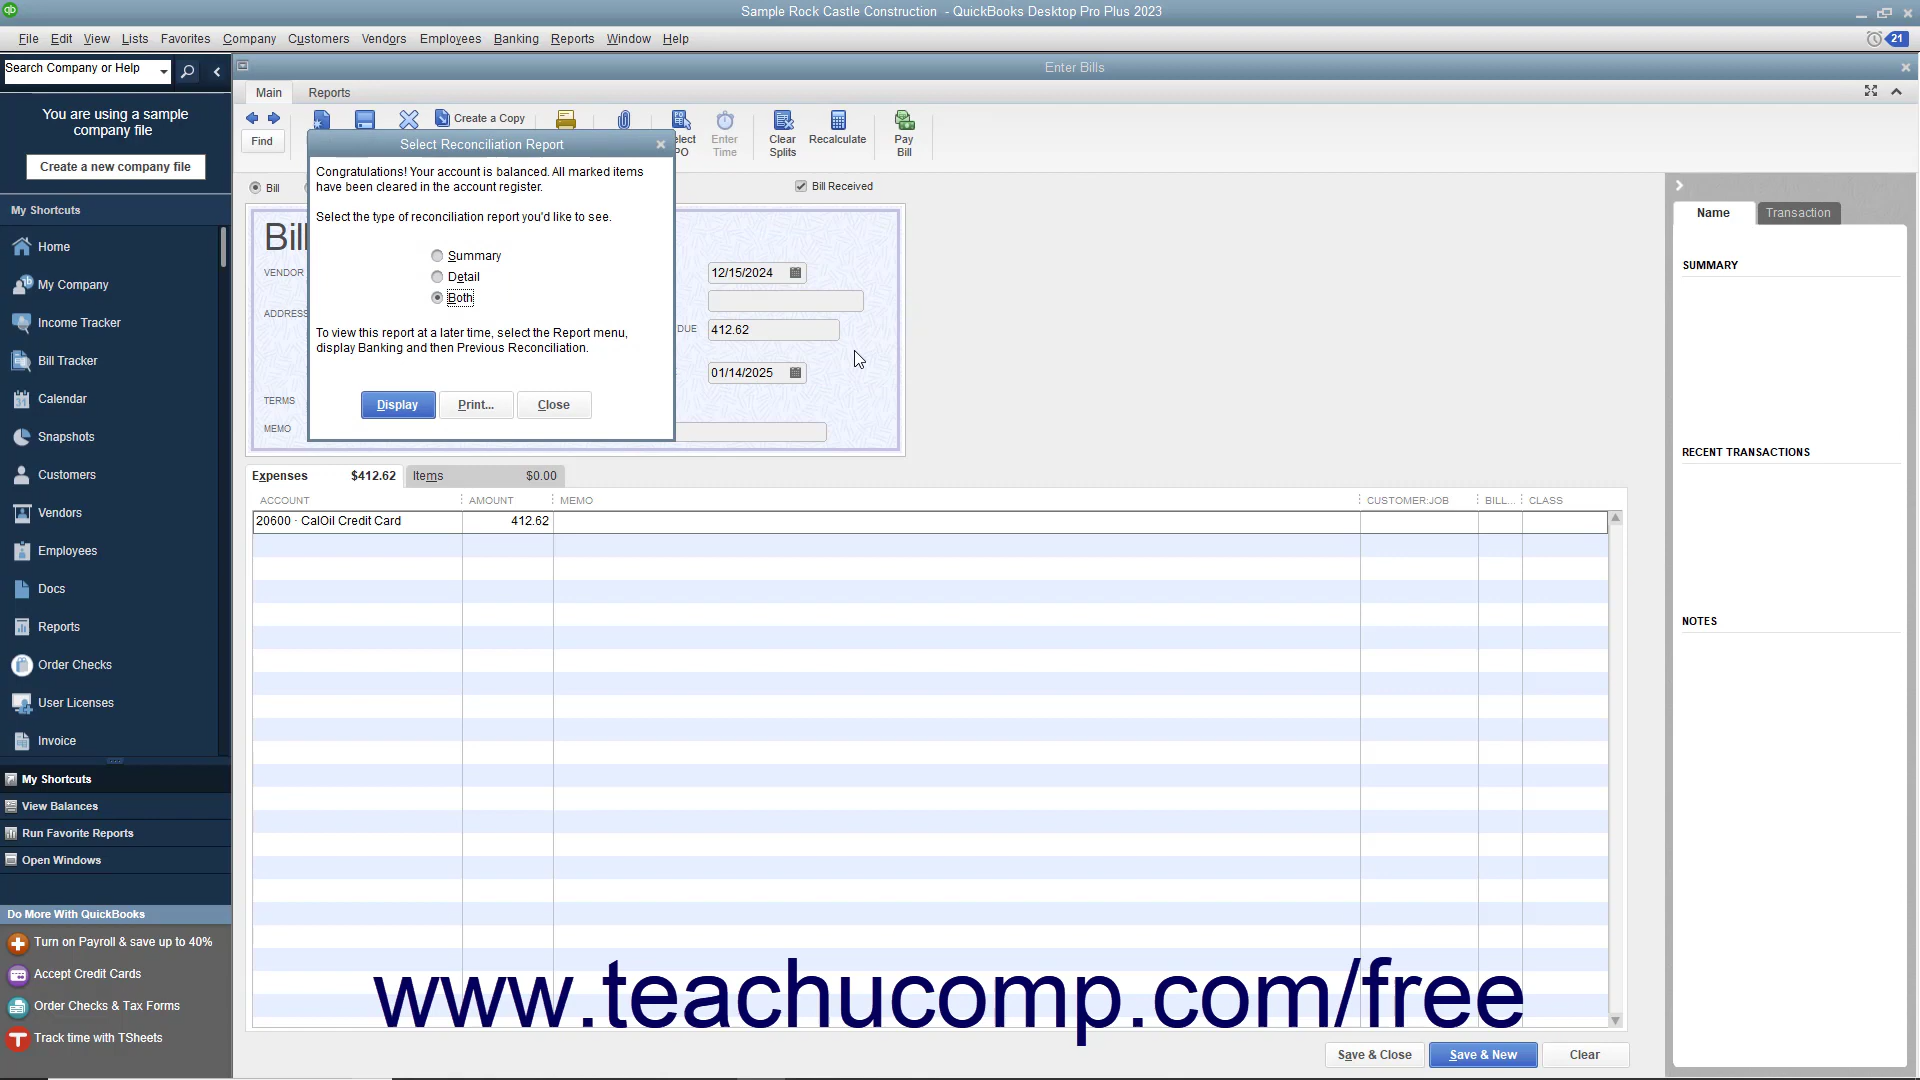 Sample Rock Castle Construction - QuickBooks Desktop Pro Plus 2023
File Edit View Lists Favorites Company Customers Vendors Employees Banking Reports Window Help
21
Search Company or Help
Enter Bills
You are using a sample
company file
Create a new company file
My Shortcuts
Home
My Company
Income Tracker
Bill Tracker
Calendar
Snapshots
Customers
Vendors
Employees
Docs
Reports
Order Checks
User Licenses
Invoice
My Shortcuts
View Balances
Run Favorite Reports
Open Windows
Do More With QuickBooks
Turn on Payroll & save up to 40%
Accept Credit Cards
Order Checks & Tax Forms
Track time with TSheets
Main Reports
Find
Create a Copy
Enter
Time
Clear
Splits
Recalculate
Pay
Bill
Bill
Bill Received
Select Reconciliation Report
Congratulations! Your account is balanced. All marked items
have been cleared in the account register.
Select the type of reconciliation report you'd like to see.
Summary
Detail
Both
To view this report at a later time, select the Report menu,
display Banking and then Previous Reconciliation.
Display Print... Close
Bill
VENDOR
12/15/2024
ADDRESS
DUE 412.62
01/14/2025
TERMS
MEMO
Expenses $412.62 Items $0.00
ACCOUNT AMOUNT MEMO CUSTOMER:JOB BILL... CLASS
20600 · CalOil Credit Card 412.62
Name Transaction
SUMMARY
RECENT TRANSACTIONS
NOTES
www.teachucomp.com/free
Save & Close Save & New Clear